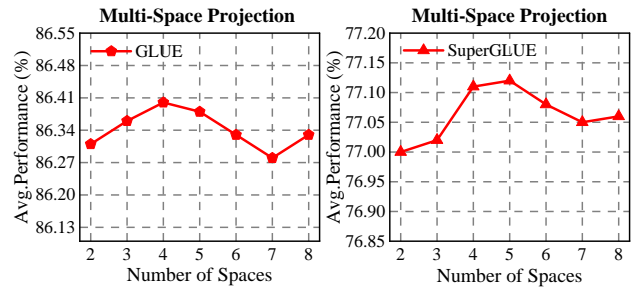 Multi-Space Projection
Avg.Performance (%)
86.55
86.48
86.41
86.34
86.27
86.20
86.13
GLUE
2 3 4 5 6 7 8
Number of Spaces
Multi-Space Projection
Avg.Performance (%)
77.20
77.15
77.10
77.05
77.00
76.95
76.90
76.85
SuperGLUE
2 3 4 5 6 7 8
Number of Spaces